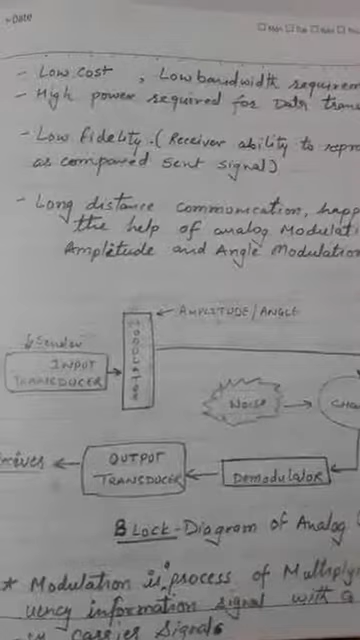 Date
- Low cost, Low bandwidth
- High power required for Data
- Low fidelity. (Receiver ability to
as compared sent signal)
- Long distance communication,
the help of analog
Amplitude and Angle Modulation
AMPLITUDE/ANGLE
Sender
INPUT
TRANSDUCER
Noise
OUTPUT
TRANSDUCER
Demodulator
Block-Diagram of Analog
* Modulation is process of
information signal with a
carrier signals